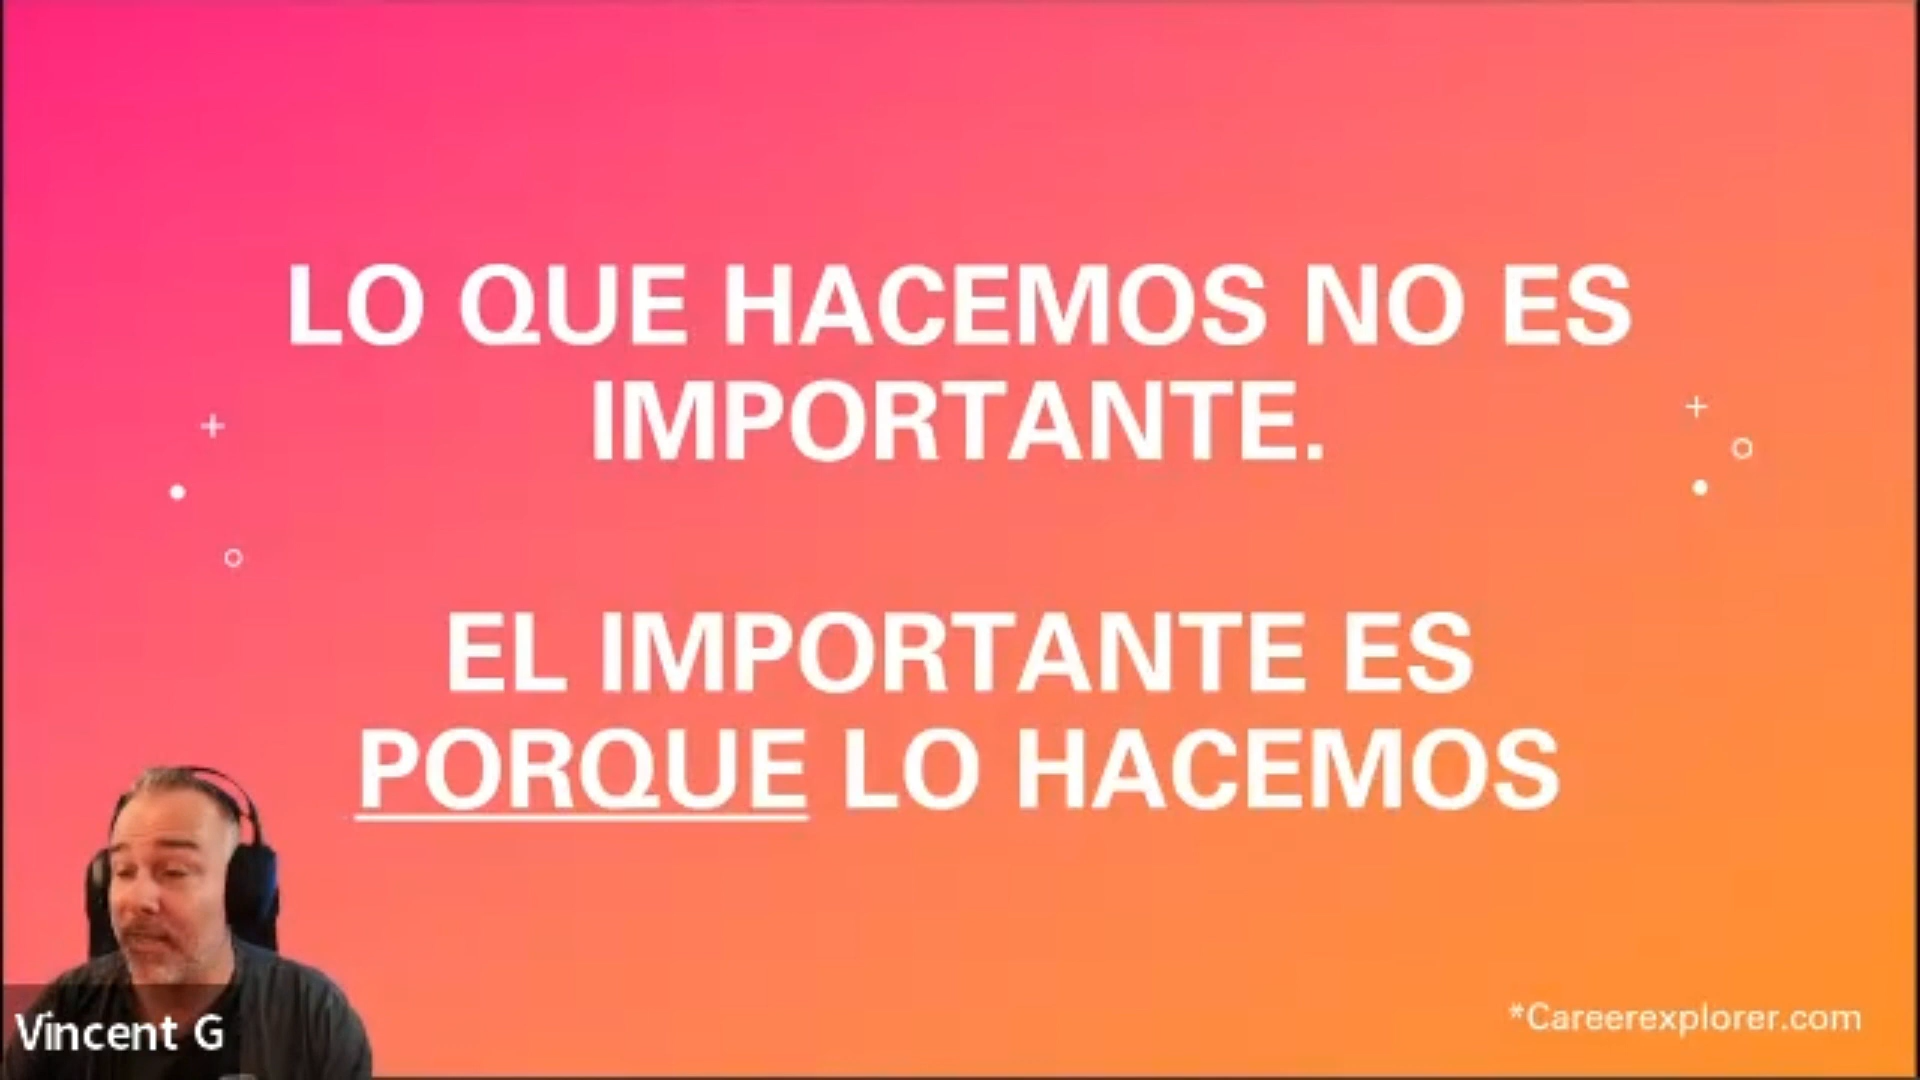 LO QUE HACEMOS NO ES
IMPORTANTE.
EL IMPORTANTE ES
PORQUE LO HACEMOS
*Careerexplorer.com
Vincent G